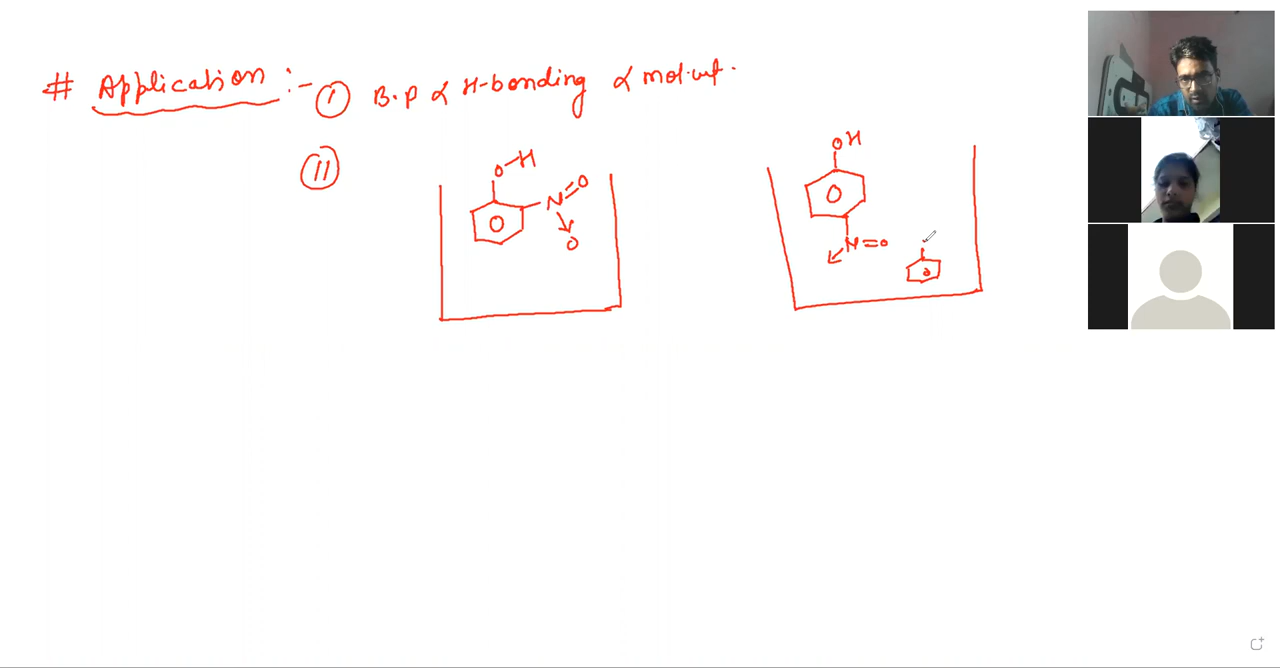 # Application :- (I) B.P ∝ H-bonding ∝ mol.wt.
(II)
O-H
N=O
O
OH
N=O